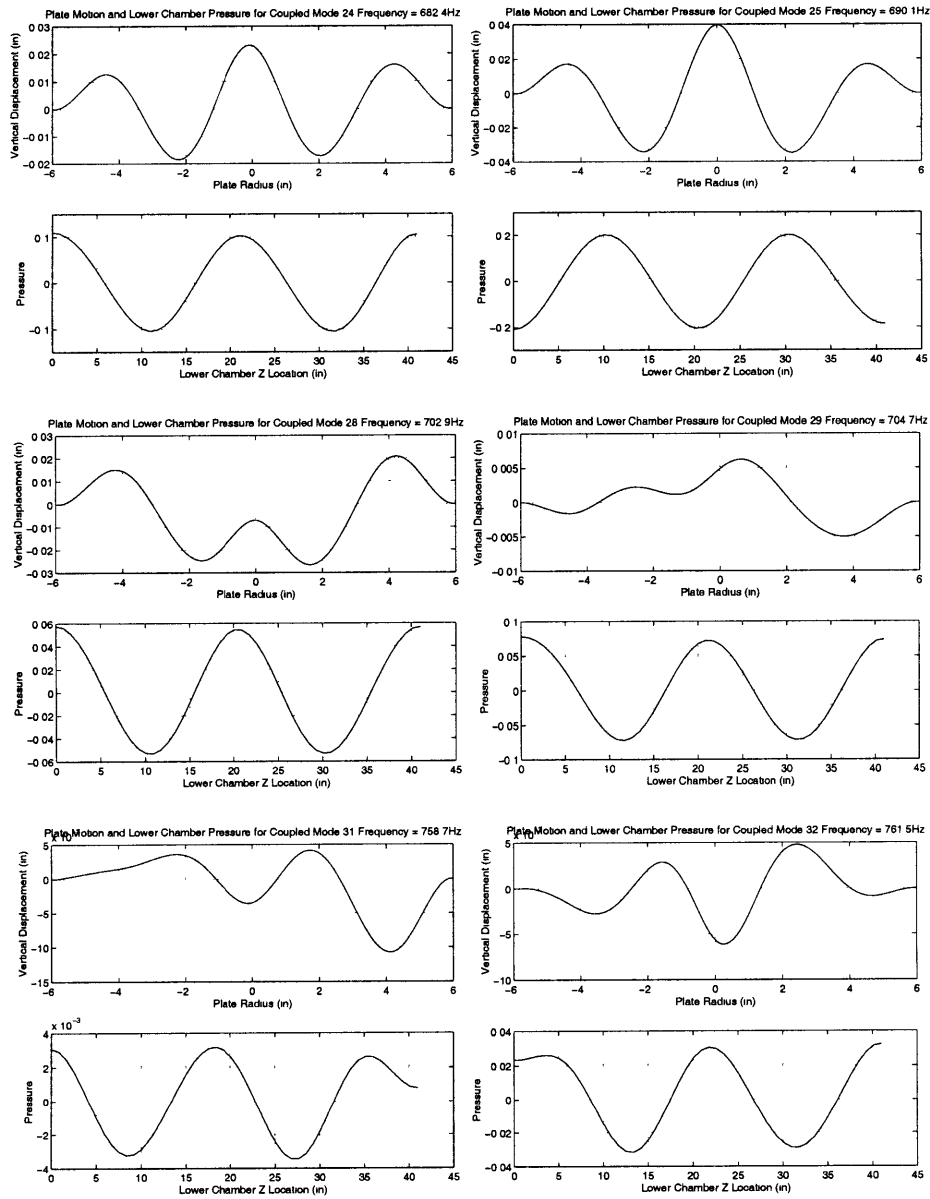 Plate Motion and Lower Chamber Pressure for Coupled Mode 24 Frequency = 682 4Hz
0 03
0 02
0 01
0
-0 01
-0 02
Vertical Displacement (in)
-6 -4 -2 0 2 4 6
Plate Radius (in)
0 1
0
-0 1
Pressure
0 5 10 15 20 25 30 35 40 45
Lower Chamber Z Location (in)
Plate Motion and Lower Chamber Pressure for Coupled Mode 25 Frequency = 690 1Hz
0 04
0 02
0
-0 02
-0 04
Vertical Displacement (in)
-6 -4 -2 0 2 4 6
Plate Radius (in)
0 2
0
-0 2
Pressure
0 5 10 15 20 25 30 35 40 45
Lower Chamber Z Location (in)
Plate Motion and Lower Chamber Pressure for Coupled Mode 28 Frequency = 702 9Hz
0 03
0 02
0 01
0
-0 01
-0 02
-0 03
Vertical Displacement (in)
-6 -4 -2 0 2 4 6
Plate Radius (in)
0 06
0 04
0 02
0
-0 02
-0 04
-0 06
Pressure
0 5 10 15 20 25 30 35 40 45
Lower Chamber Z Location (in)
Plate Motion and Lower Chamber Pressure for Coupled Mode 29 Frequency = 704 7Hz
0 01
0 005
0
-0 005
-0 01
Vertical Displacement (in)
-6 -4 -2 0 2 4 6
Plate Radius (in)
0 1
0 05
0
-0 05
-0 1
Pressure
0 5 10 15 20 25 30 35 40 45
Lower Chamber Z Location (in)
Plate Motion and Lower Chamber Pressure for Coupled Mode 31 Frequency = 758 7Hz
x 10
5
0
-5
-10
-15
Vertical Displacement (in)
-6 -4 -2 0 2 4 6
Plate Radius (in)
x 10⁻³
4
2
0
-2
-4
Pressure
0 5 10 15 20 25 30 35 40 45
Lower Chamber Z Location (in)
Plate Motion and Lower Chamber Pressure for Coupled Mode 32 Frequency = 761 5Hz
x 10
5
0
-5
-10
Vertical Displacement (in)
-6 -4 -2 0 2 4 6
Plate Radius (in)
0 04
0 02
0
-0 02
-0 04
Pressure
0 5 10 15 20 25 30 35 40 45
Lower Chamber Z Location (in)